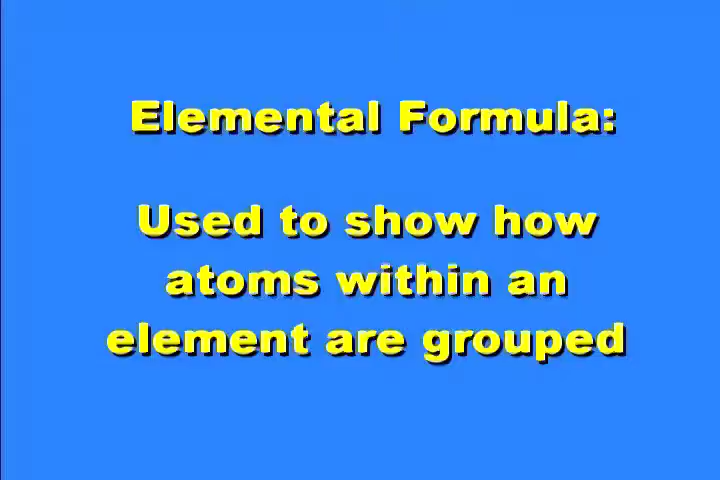 Elemental Formula:
Used to show how
atoms within an
element are grouped